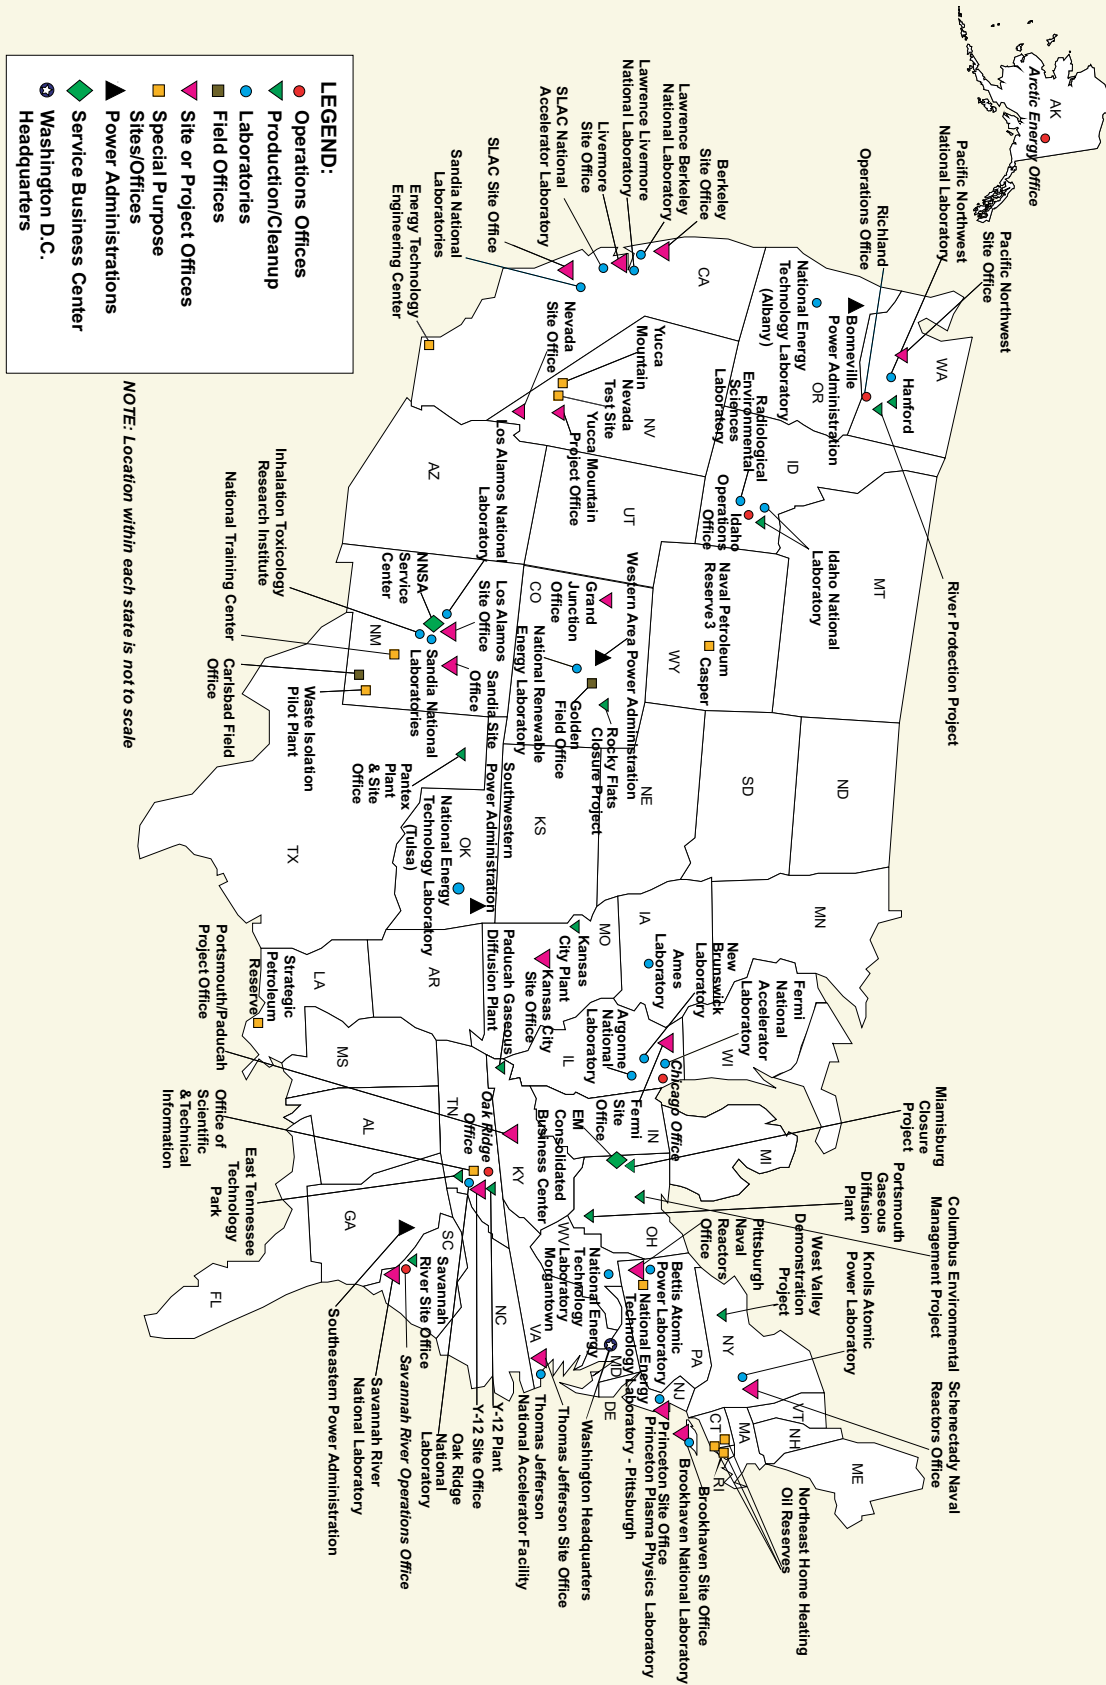 AK
Arctic Energy Office
Pacific Northwest
Site Office
Pacific Northwest
National Laboratory
Richland
Operations Office
WA
Hanford
River Protection Project
Bonneville
Power Administration
OR
National Energy
Technology Laboratory
(Albany)
Berkeley
Site Office
Lawrence Berkeley
National Laboratory
Lawrence Livermore
National Laboratory
Livermore
Site Office
SLAC National
Accelerator Laboratory
SLAC Site Office
Sandia National
Laboratories
Energy Technology
Engineering Center
CA
Nevada
Site Office
Yucca
Mountain
Nevada
Test Site
Yucca Mountain
Project Office
NV
ID
Radiological
Environmental
Sciences
Laboratory
Idaho
Operations
Office
Idaho National
Laboratory
MT
UT
AZ
WY
Naval Petroleum
Reserve 3
Casper
CO
Western Area Power Administration
Grand
Junction
Office
National Renewable
Energy Laboratory
Golden
Field Office
Rocky Flats
Closure Project
Los Alamos National
Laboratory
Los Alamos
Site Office
NNSA
Service
Center
Sandia Site
Office
Sandia National
Laboratories
NM
Inhalation Toxicology
Research Institute
National Training Center
Carlsbad Field
Office
Waste Isolation
Pilot Plant
Pantex
Plant
& Site
Office
TX
ND
SD
NE
KS
OK
Southwestern
Power Administration
National Energy
Technology Laboratory
(Tulsa)
MN
IA
MO
AR
LA
Ames
Laboratory
Kansas
City Plant
Kansas City
Site Office
Paducah Gaseous
Diffusion Plant
Strategic
Petroleum
Reserve
Portsmouth/Paducah
Project Office
WI
IL
New
Brunswick
Laboratory
Fermi
National
Accelerator
Laboratory
Argonne
National
Laboratory
Chicago Office
Fermi
Site
Office
MI
IN
OH
KY
TN
MS
AL
GA
FL
SC
NC
VA
WV
EM
Consolidated
Business Center
Miamisburg
Closure
Project
Portsmouth
Gaseous
Diffusion
Plant
Columbus Environmental
Management Project
Oak Ridge
Office
Office of
Scientific
& Technical
Information
East Tennessee
Technology
Park
Savannah
River Site Office
Southeastern Power Administration
Savannah River
National Laboratory
Savannah River Operations Office
Oak Ridge
National
Laboratory
Y-12 Site Office
Y-12 Plant
Thomas Jefferson
National Accelerator Facility
Thomas Jefferson Site Office
Washington Headquarters
National Energy
Technology
Laboratory
Morgantown
National Energy
Technology Laboratory - Pittsburgh
Bettis Atomic
Power Laboratory
Pittsburgh
Naval
Reactors
Office
West Valley
Demonstration
Project
Knolls Atomic
Power Laboratory
Schenectady Naval
Reactors Office
PA
NY
MD
DE
NJ
CT
RI
MA
VT
NH
ME
Princeton Site Office
Princeton Plasma Physics Laboratory
Brookhaven Site Office
Brookhaven National Laboratory
Northeast Home Heating
Oil Reserves
LEGEND:
Operations Offices
Production/Cleanup
Laboratories
Field Offices
Site or Project Offices
Special Purpose
Sites/Offices
Power Administrations
Service Business Center
Washington D.C.
Headquarters
NOTE: Location within each state is not to scale